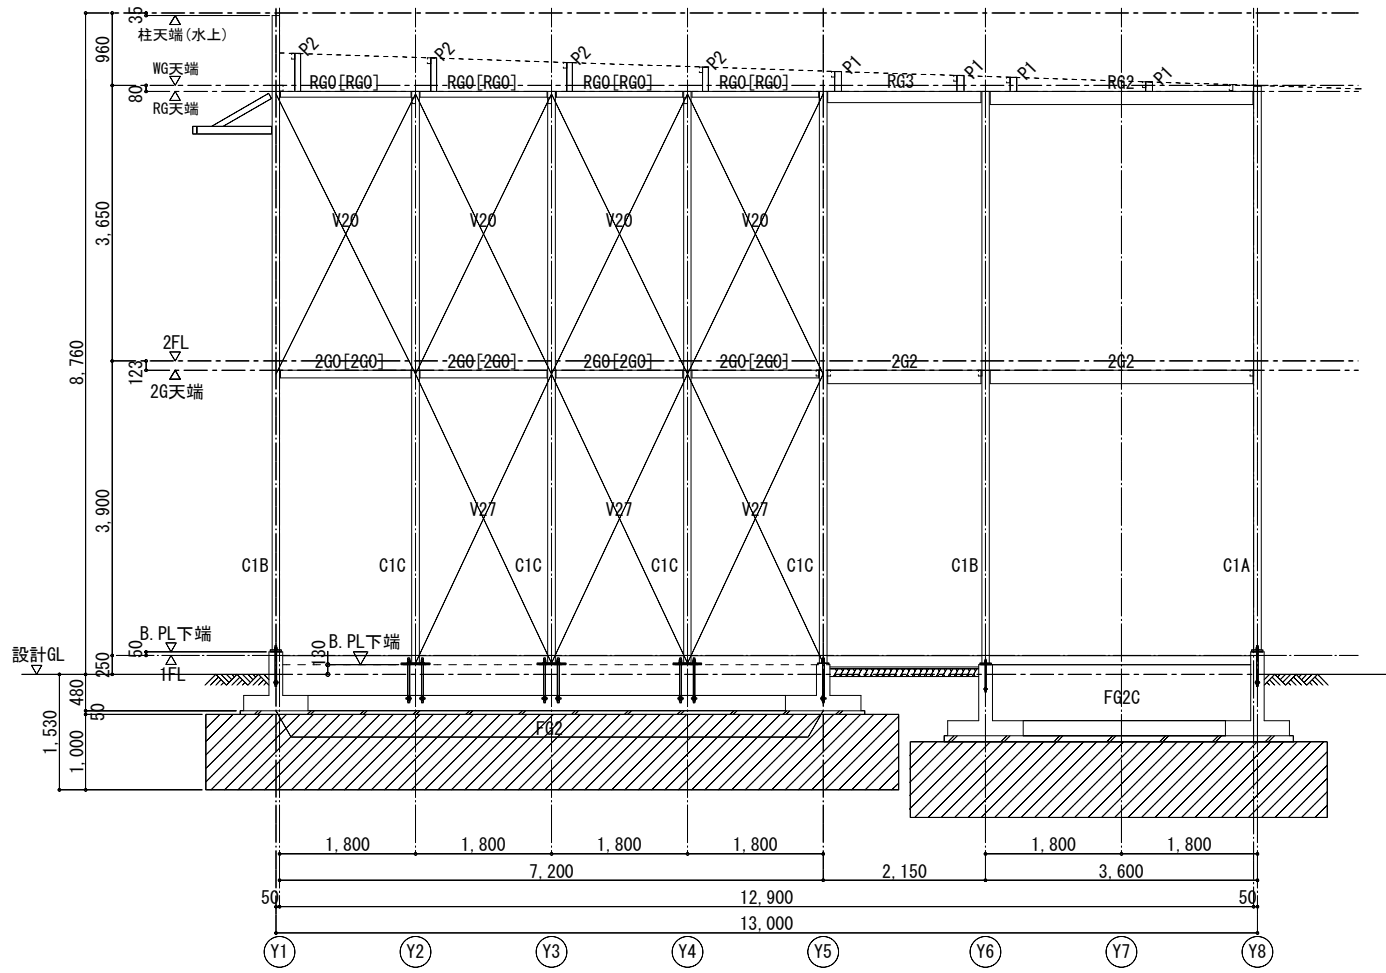 35
柱天端(水上)
960
WG天端
80
RG天端
P2 P2 P2 P2 P1 P1 P1 P1
RG0[RG0] RG0[RG0] RG0[RG0] RG0[RG0] RG3 RG2
3,650
V20 V20 V20 V20
8,760
2FL
123
2G天端
2G0[2G0] 2G0[2G0] 2G0[2G0] 2G0[2G0] 2G2 2G2
3,900
V27 V27 V27
C1B C1C C1C C1C C1C C1B C1A
50
B.PL下端
130
B.PL下端
設計GL
250
1FL
480
50
1,530
1,000
FG2
FG2C
1,800 1,800 1,800 1,800 1,800 1,800
7,200 2,150 3,600
50 12,900 50
13,000
Y1 Y2 Y3 Y4 Y5 Y6 Y7 Y8